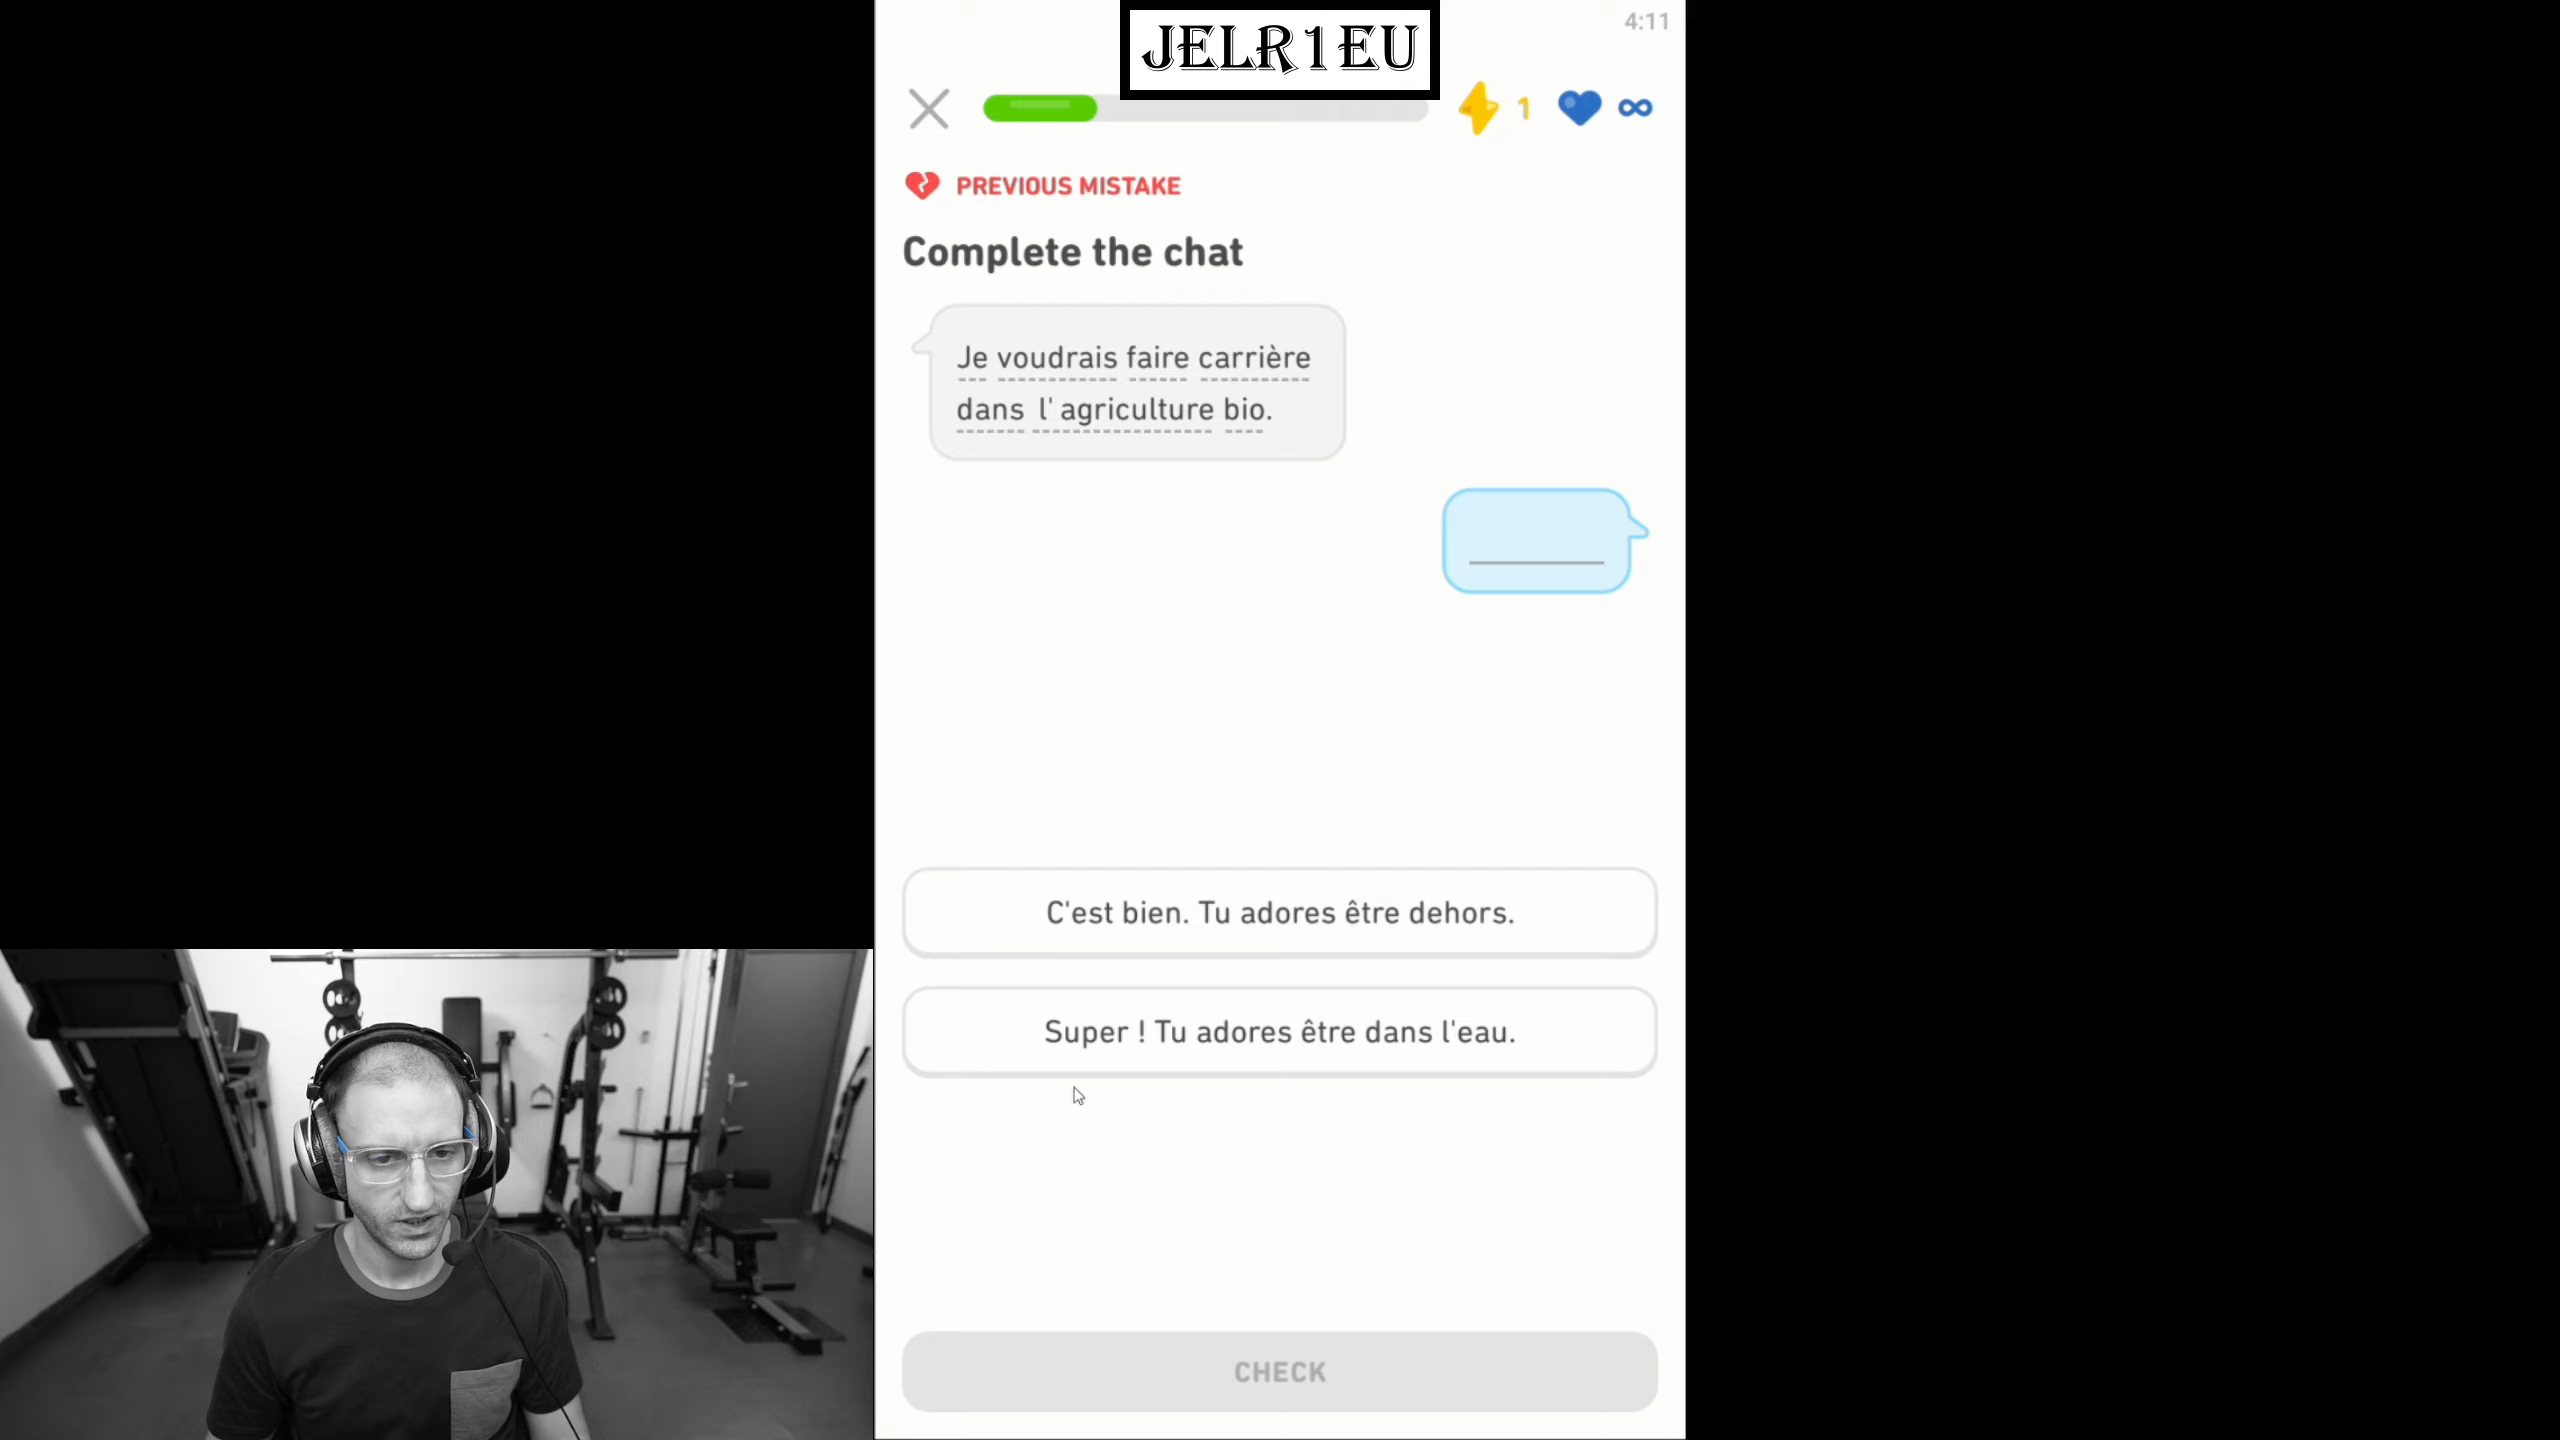 JELR1EU
4:11
1 ∞
PREVIOUS MISTAKE
Complete the chat
Je voudrais faire carrière
dans l'agriculture bio.
C'est bien. Tu adores être dehors.
Super ! Tu adores être dans l'eau.
CHECK